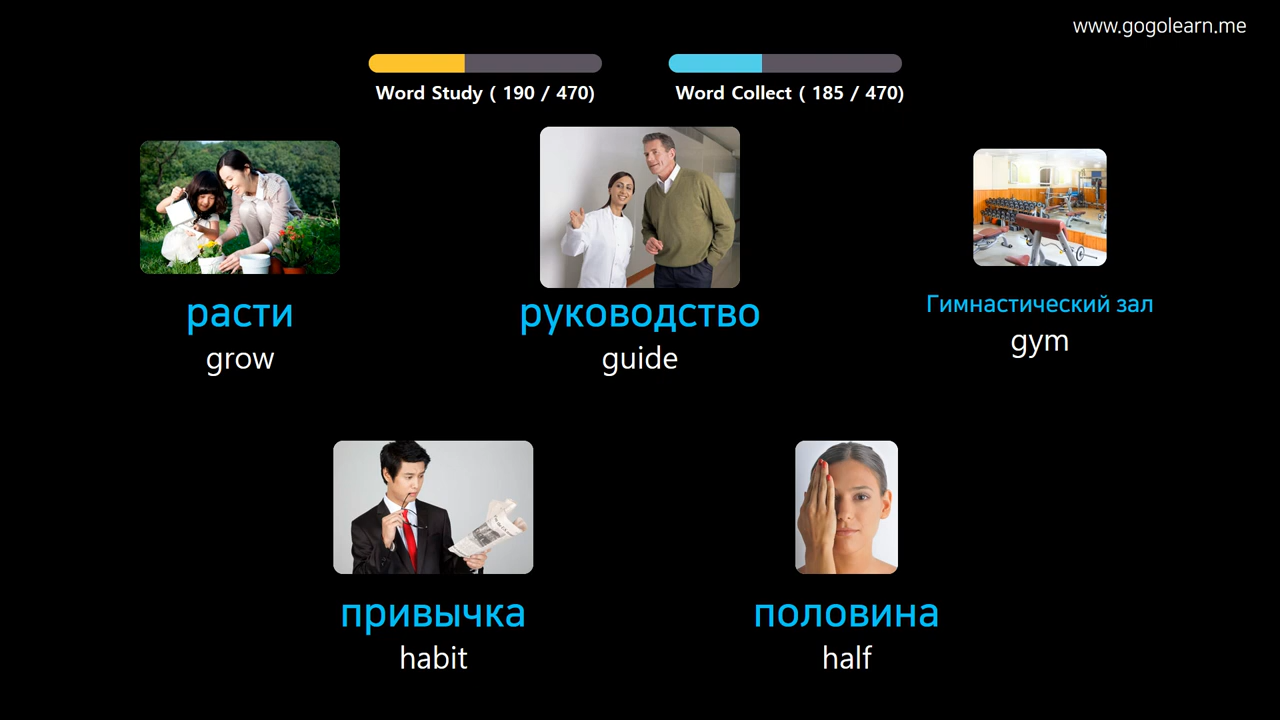 www.gogolearn.me
Word Study ( 190 / 470)
Word Collect ( 185 / 470)
расти
grow
руководство
guide
Гимнастический зал
gym
привычка
habit
половина
half